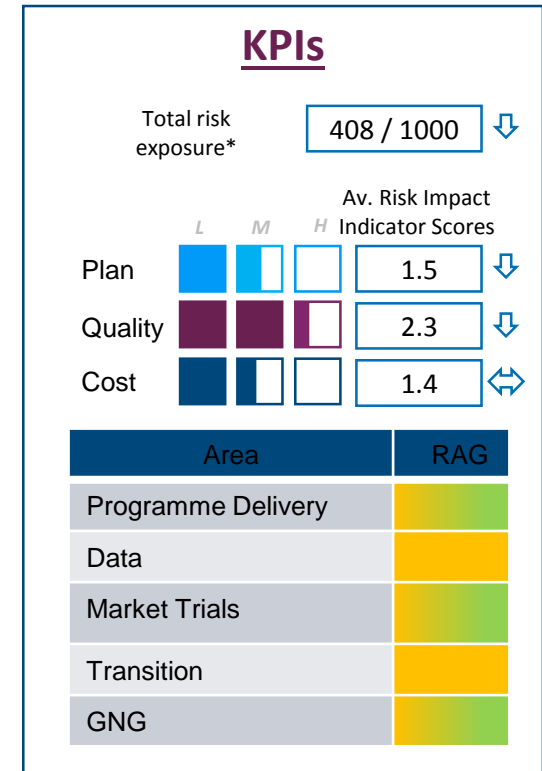 KPIs
Total risk
exposure*
408 / 1000
Av. Risk Impact
L M H Indicator Scores
Plan 1.5
Quality 2.3
Cost 1.4
Area RAG
Programme Delivery
Data
Market Trials
Transition
GNG